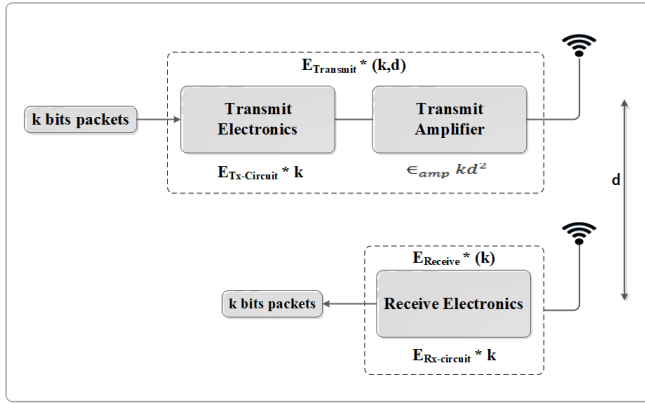 E_Transmit * (k,d)
k bits packets
Transmit
Electronics
Transmit
Amplifier
E_Tx-Circuit * k
∈_amp kd²
d
E_Receive * (k)
k bits packets
Receive Electronics
E_Rx-circuit * k